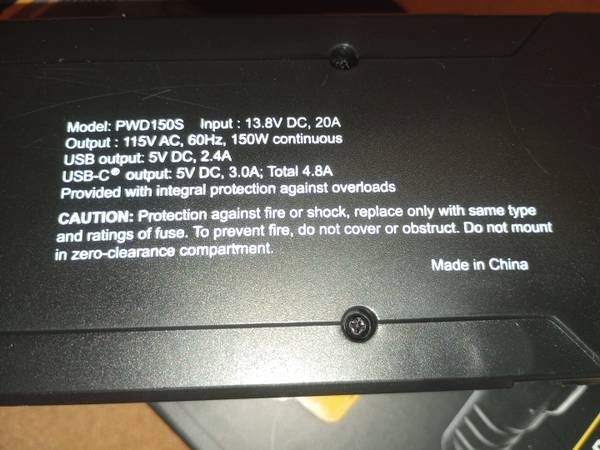 Model: PWD150S Input : 13.8V DC, 20A
Output : 115V AC, 60Hz, 150W continuous
USB output: 5V DC, 2.4A
USB-C® output: 5V DC, 3.0A; Total 4.8A
Provided with integral protection against overloads
CAUTION: Protection against fire or shock, replace only with same type
and ratings of fuse. To prevent fire, do not cover or obstruct. Do not mount
in zero-clearance compartment.
Made in China